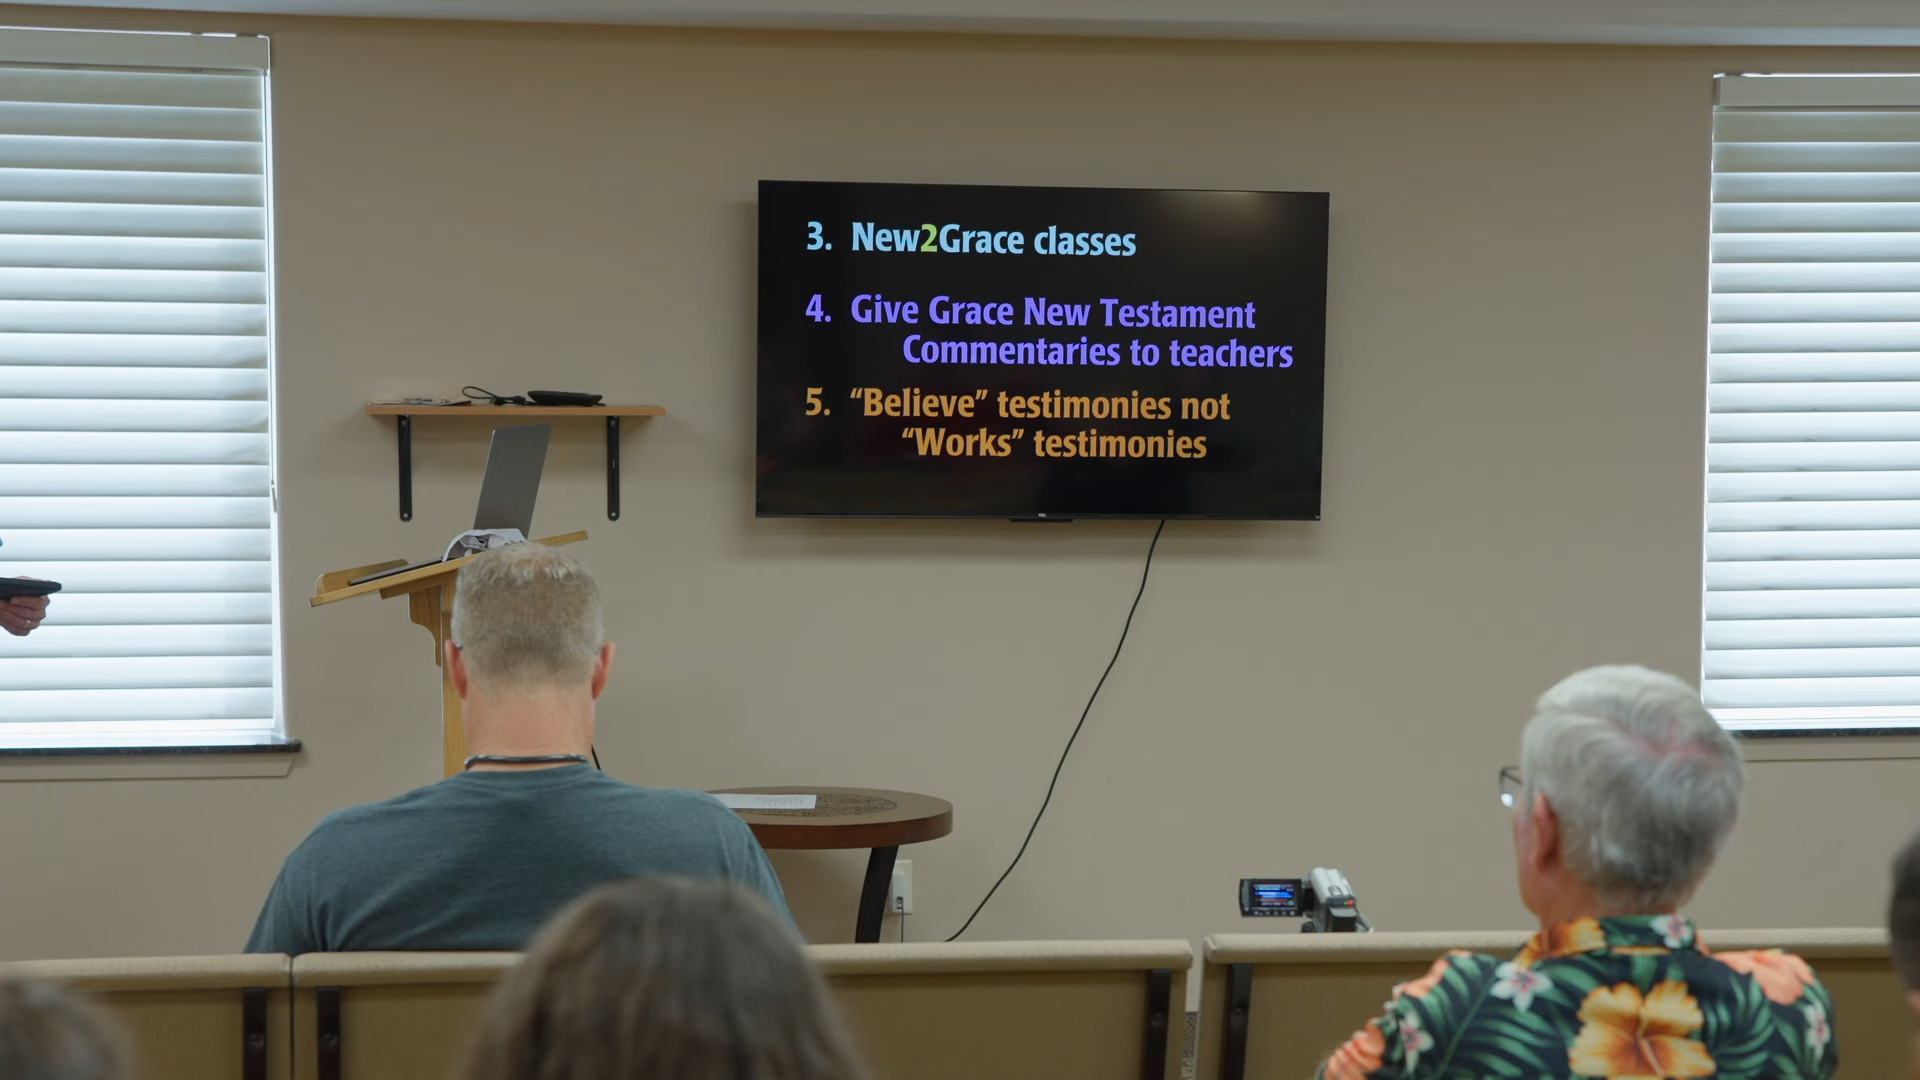 3. New2Grace classes
4. Give Grace New Testament
Commentaries to teachers
5. “Believe” testimonies not
“Works” testimonies